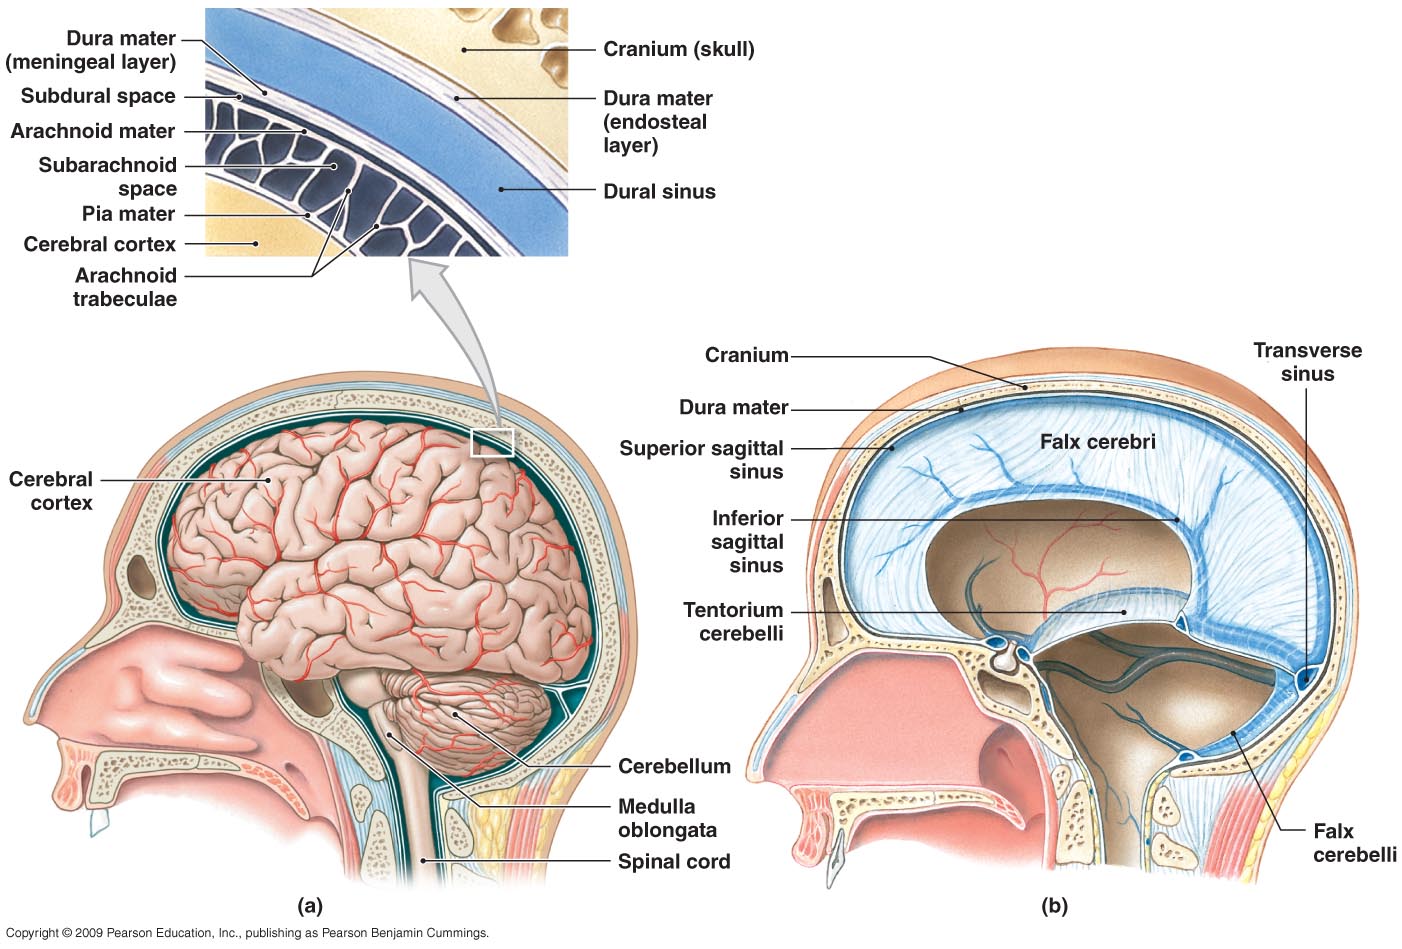 Dura mater
(meningeal layer)
Subdural space
Arachnoid mater
Subarachnoid
space
Pia mater
Cerebral cortex
Arachnoid
trabeculae
Cranium (skull)
Dura mater
(endosteal
layer)
Dural sinus
Cerebral
cortex
Cerebellum
Medulla
oblongata
Spinal cord
(a)
Cranium
Dura mater
Superior sagittal
sinus
Inferior
sagittal
sinus
Tentorium
cerebelli
Falx cerebri
Transverse
sinus
Falx
cerebelli
(b)
Copyright © 2009 Pearson Education, Inc., publishing as Pearson Benjamin Cummings.